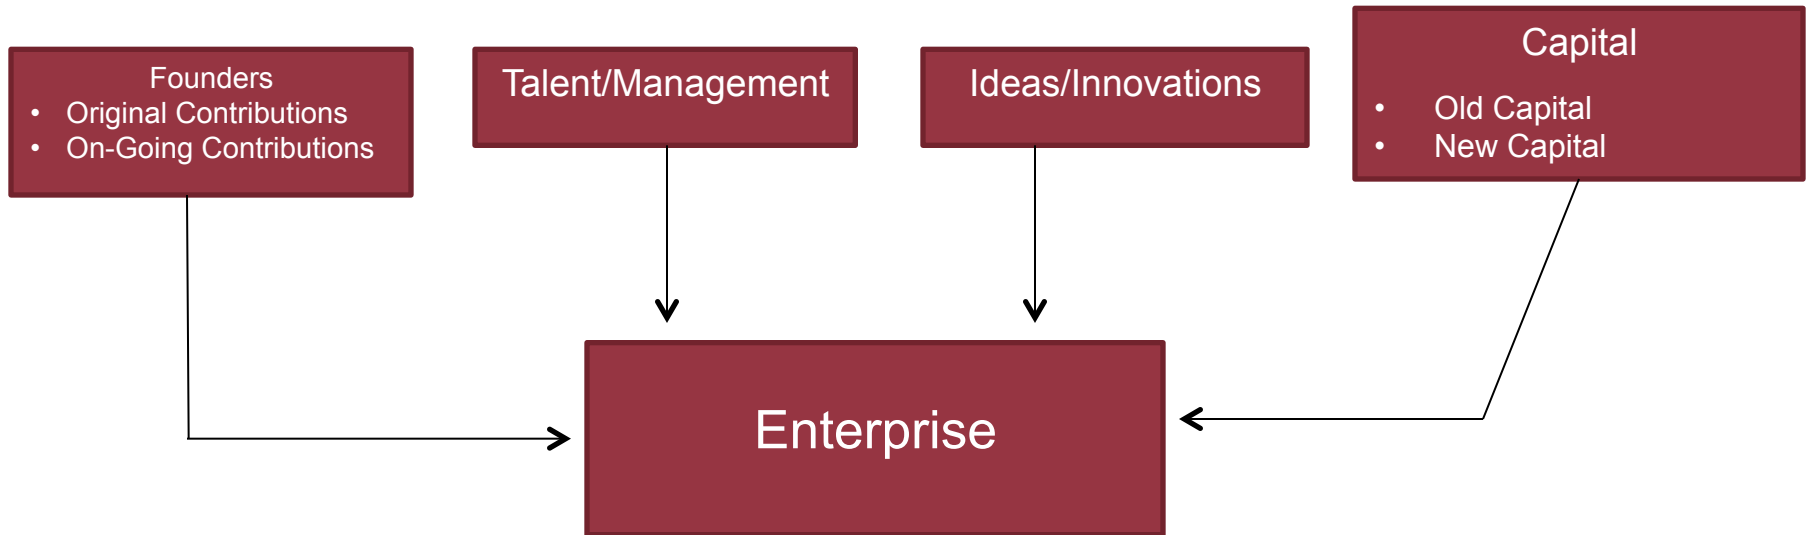 Founders
• Original Contributions
• On-Going Contributions
Talent/Management
Ideas/Innovations
Capital
• Old Capital
• New Capital
Enterprise